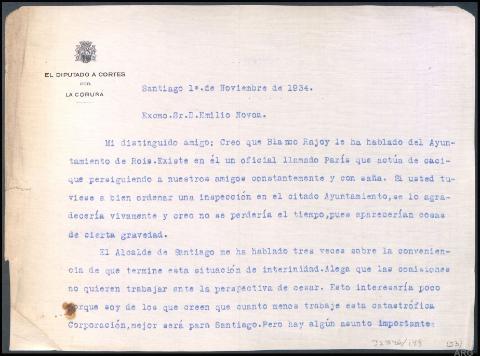 EL DIPUTADO A CORTES
POR
LA CORUÑA
Santiago 1º.de Noviembre de 1934.
Excmo.Sr.D.Emilio Novoa.
Mi distinguido amigo: Creo que Blanco Rajoy le ha hablado del Ayun-
tamiento de Rois.Existe en él un oficial llamado París que actúa de caci-
que persiguiendo a nuestros amigos constantemente y con saña. Si usted tu-
viese a bien ordenar una inspección en el citado Ayuntamiento,se lo agra-
decería vivamente y creo no se perdería el tiempo,pues aparecerían cosas
de cierta gravedad.
El Alcalde de Santiago me ha hablado tres veces sobre la convenien-
cia de que termine esta situación de interinidad.Alega que las comisiones
no quieren trabajar ante la perspectiva de cesar. Esto interesaría poco
porque soy de los que creen que cuanto menos trabaje esta catastrófica
Corporación,mejor será para Santiago.Pero hay algún asunto importante
(53)
ARG